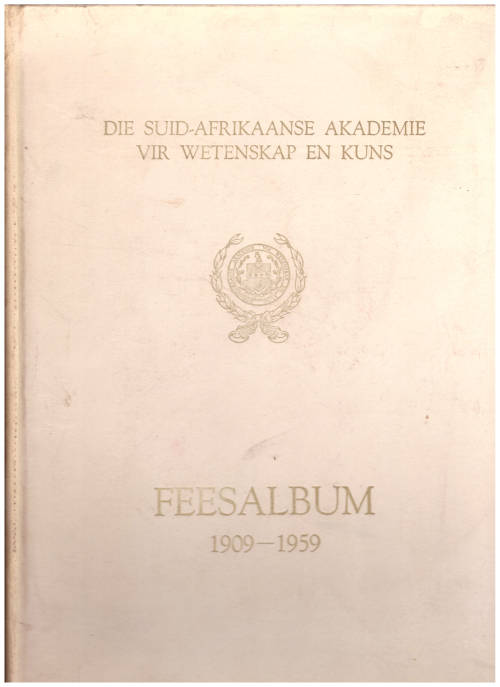 DIE SUID-AFRIKAANSE AKADEMIE
VIR WETENSKAP EN KUNS
FEESALBUM
1909—1959